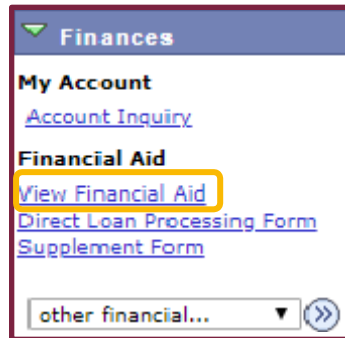 Finances
My Account
Account Inquiry
Financial Aid
View Financial Aid
Direct Loan Processing Form
Supplement Form
other financial...